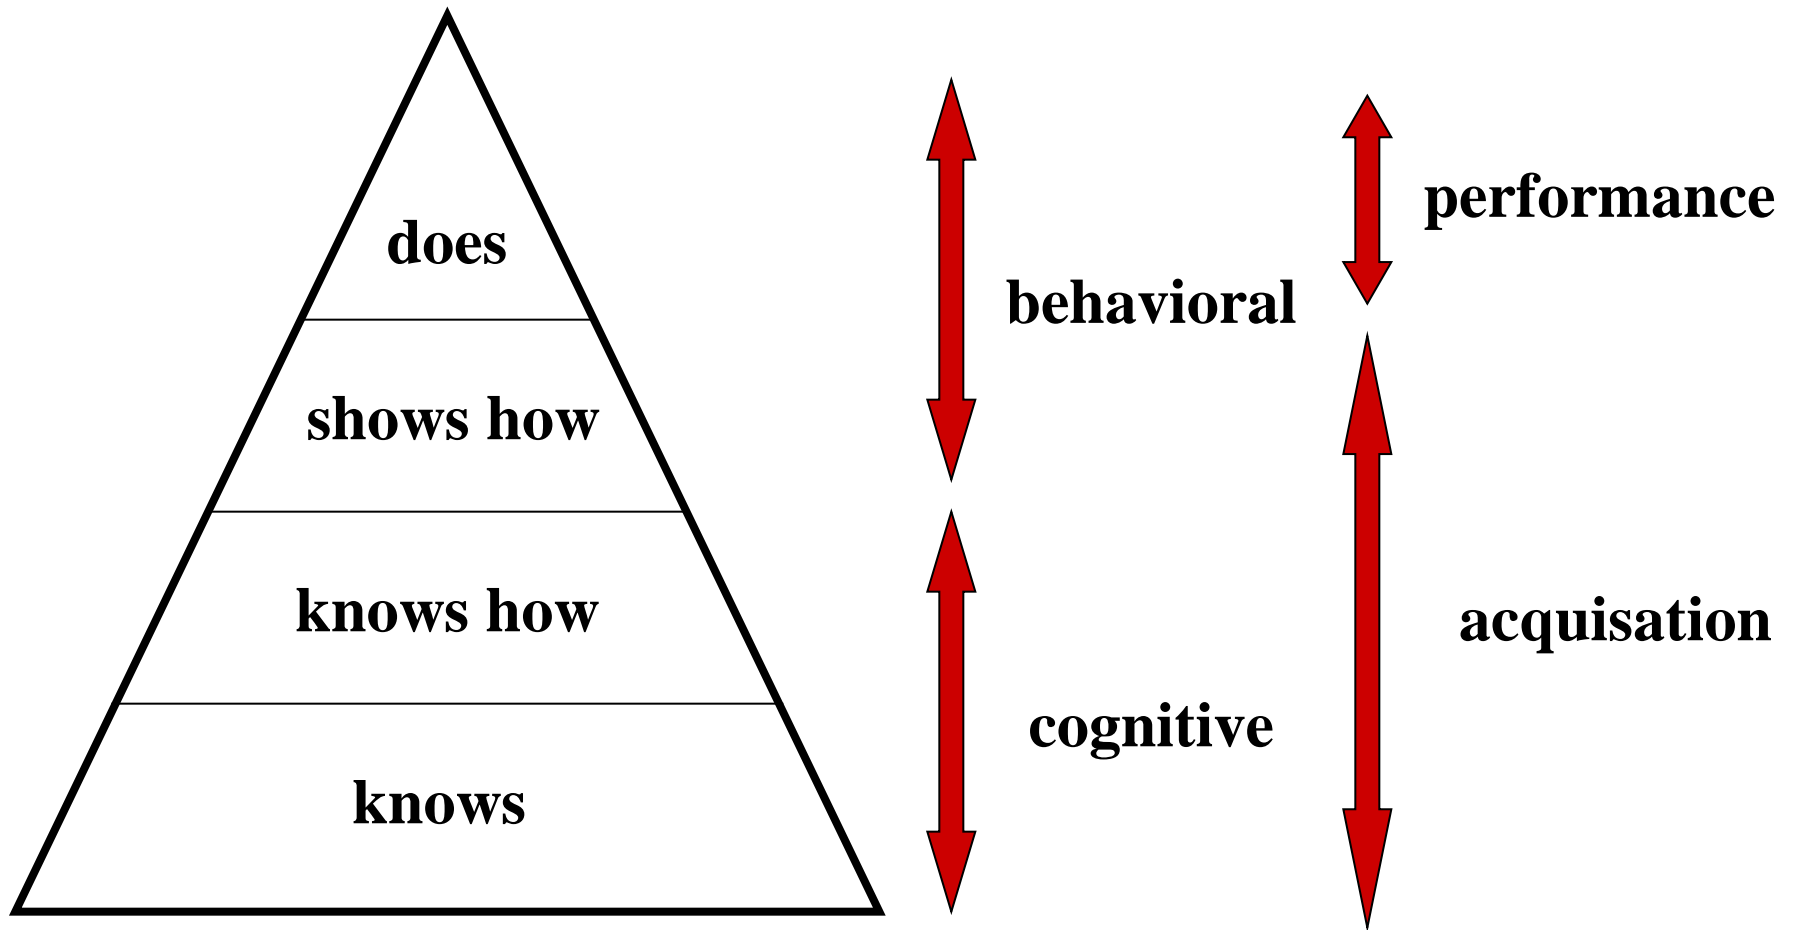 does
shows how
knows how
knows
behavioral
cognitive
performance
acquisation